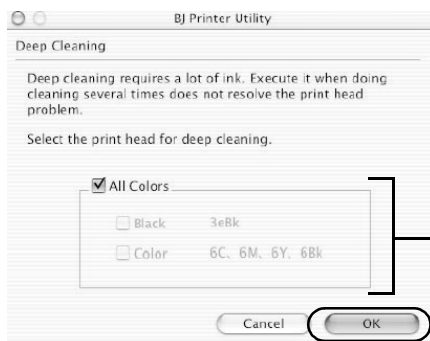 BJ Printer Utility
Deep Cleaning
Deep cleaning requires a lot of ink. Execute it when doing
cleaning several times does not resolve the print head
problem.
Select the print head for deep cleaning.
All Colors
Black 3eBk
Color 6C、6M、6Y、6Bk
Cancel OK